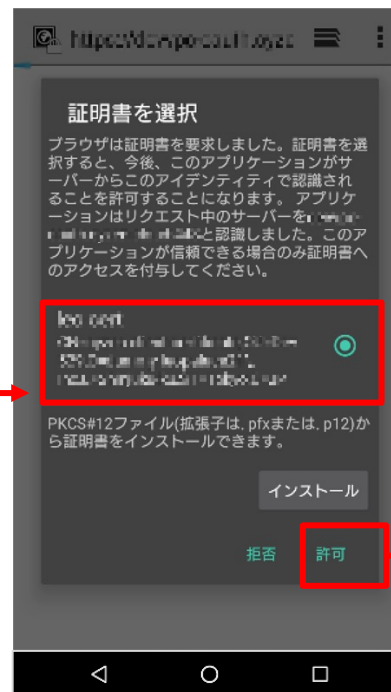 証明書を選択
ブラウザは証明書を要求しました。証明書を選
択すると、今後、このアプリケーションがサ
ーバーからこのアイデンティティで認識され
ることを許可することになります。 アプリケ
ーションはリクエスト中のサーバーを
と認識しました。このア
プリケーションが信頼できる場合のみ証明書へ
のアクセスを付与してください。
PKCS#12ファイル(拡張子は. pfxまたは. p12)か
ら証明書をインストールできます。
インストール
拒否
許可